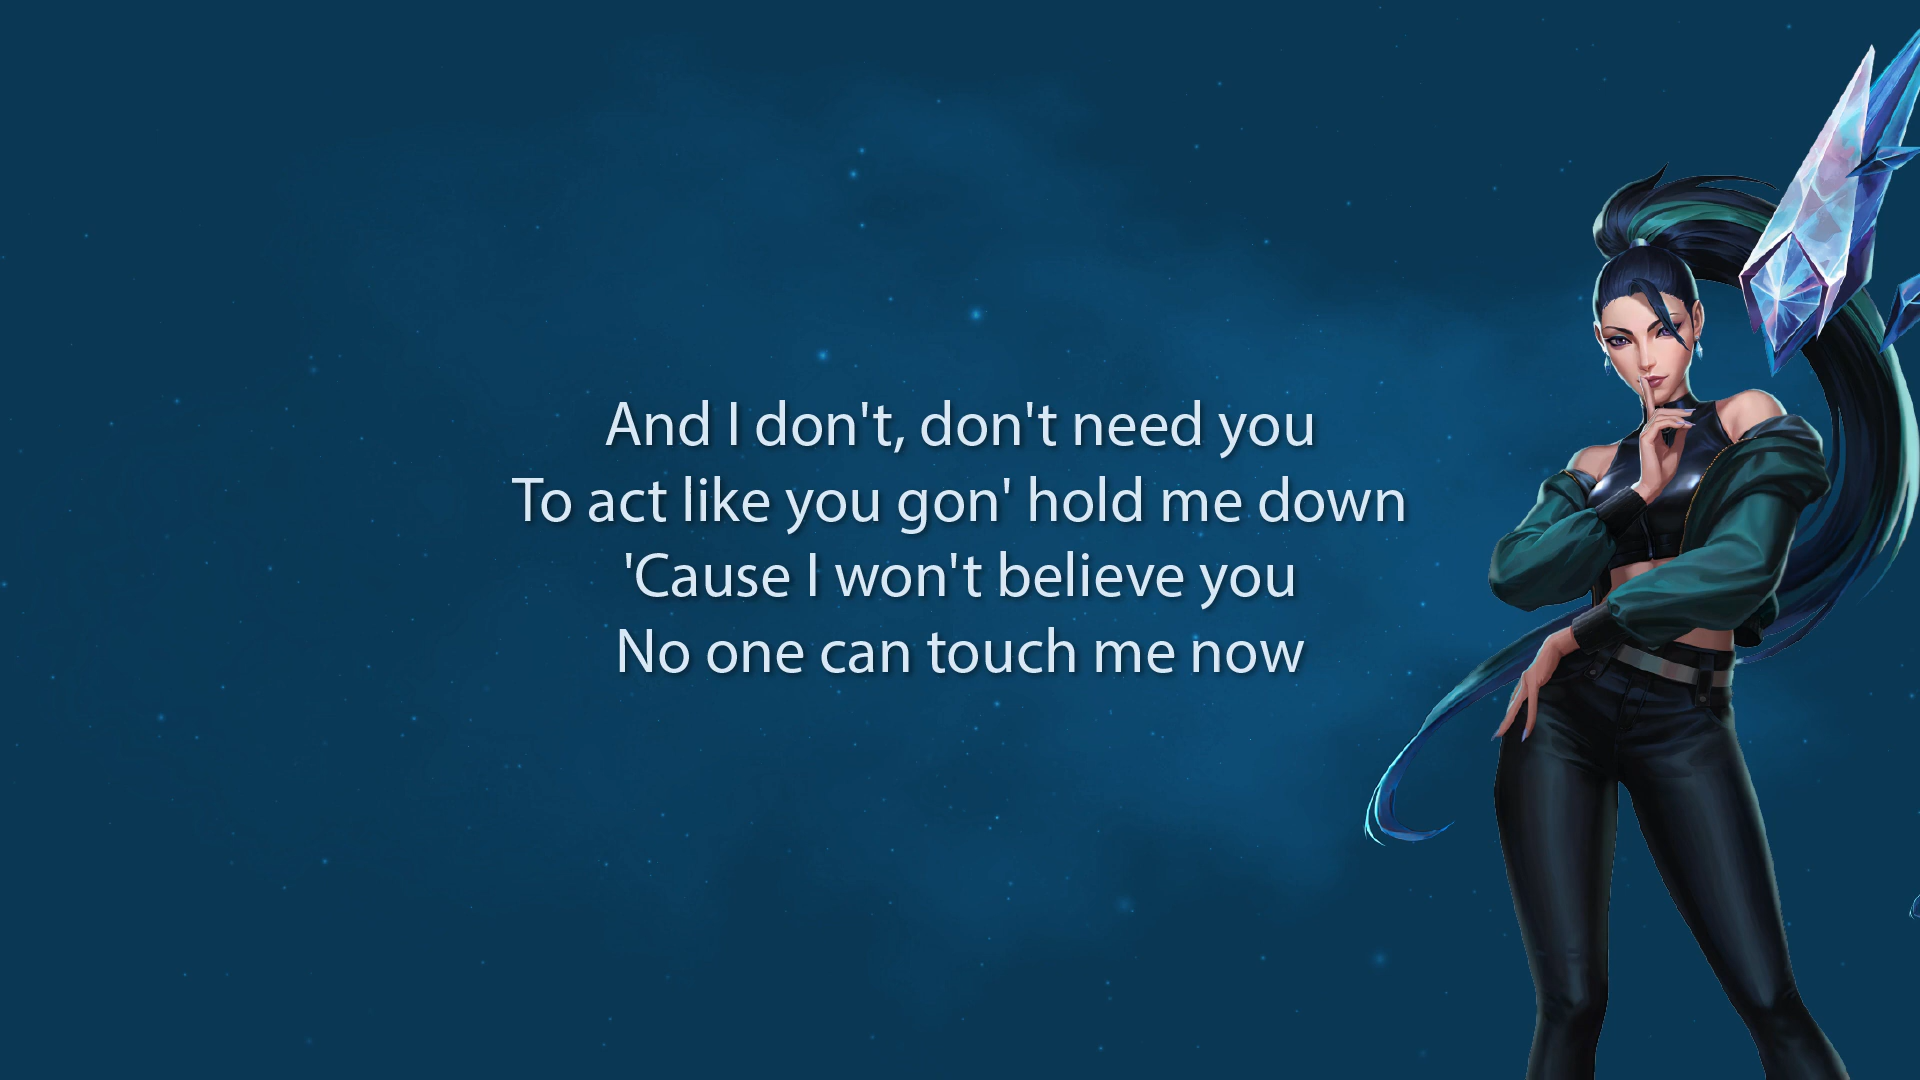 And I don't, don't need you
To act like you gon' hold me down
'Cause I won't believe you
No one can touch me now